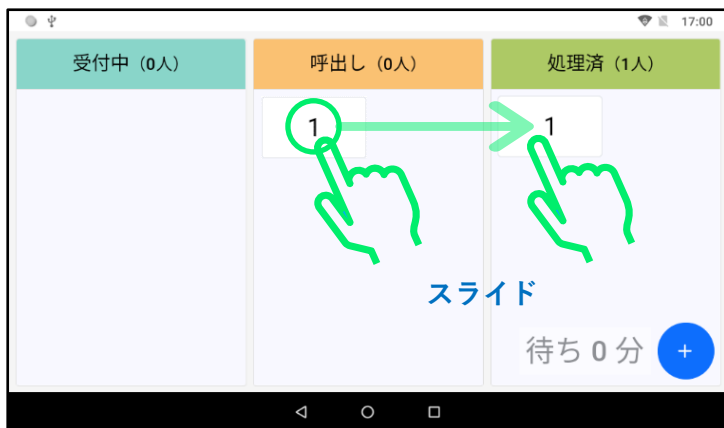 17:00
受付中（0人）
呼出し（0人）
処理済（1人）
1
1
スライド
待ち 0 分
+